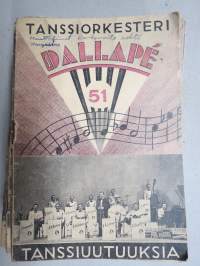 TANSSIORKESTERI
DALLAPÉ
51
TANSSIUUTUUKSIA